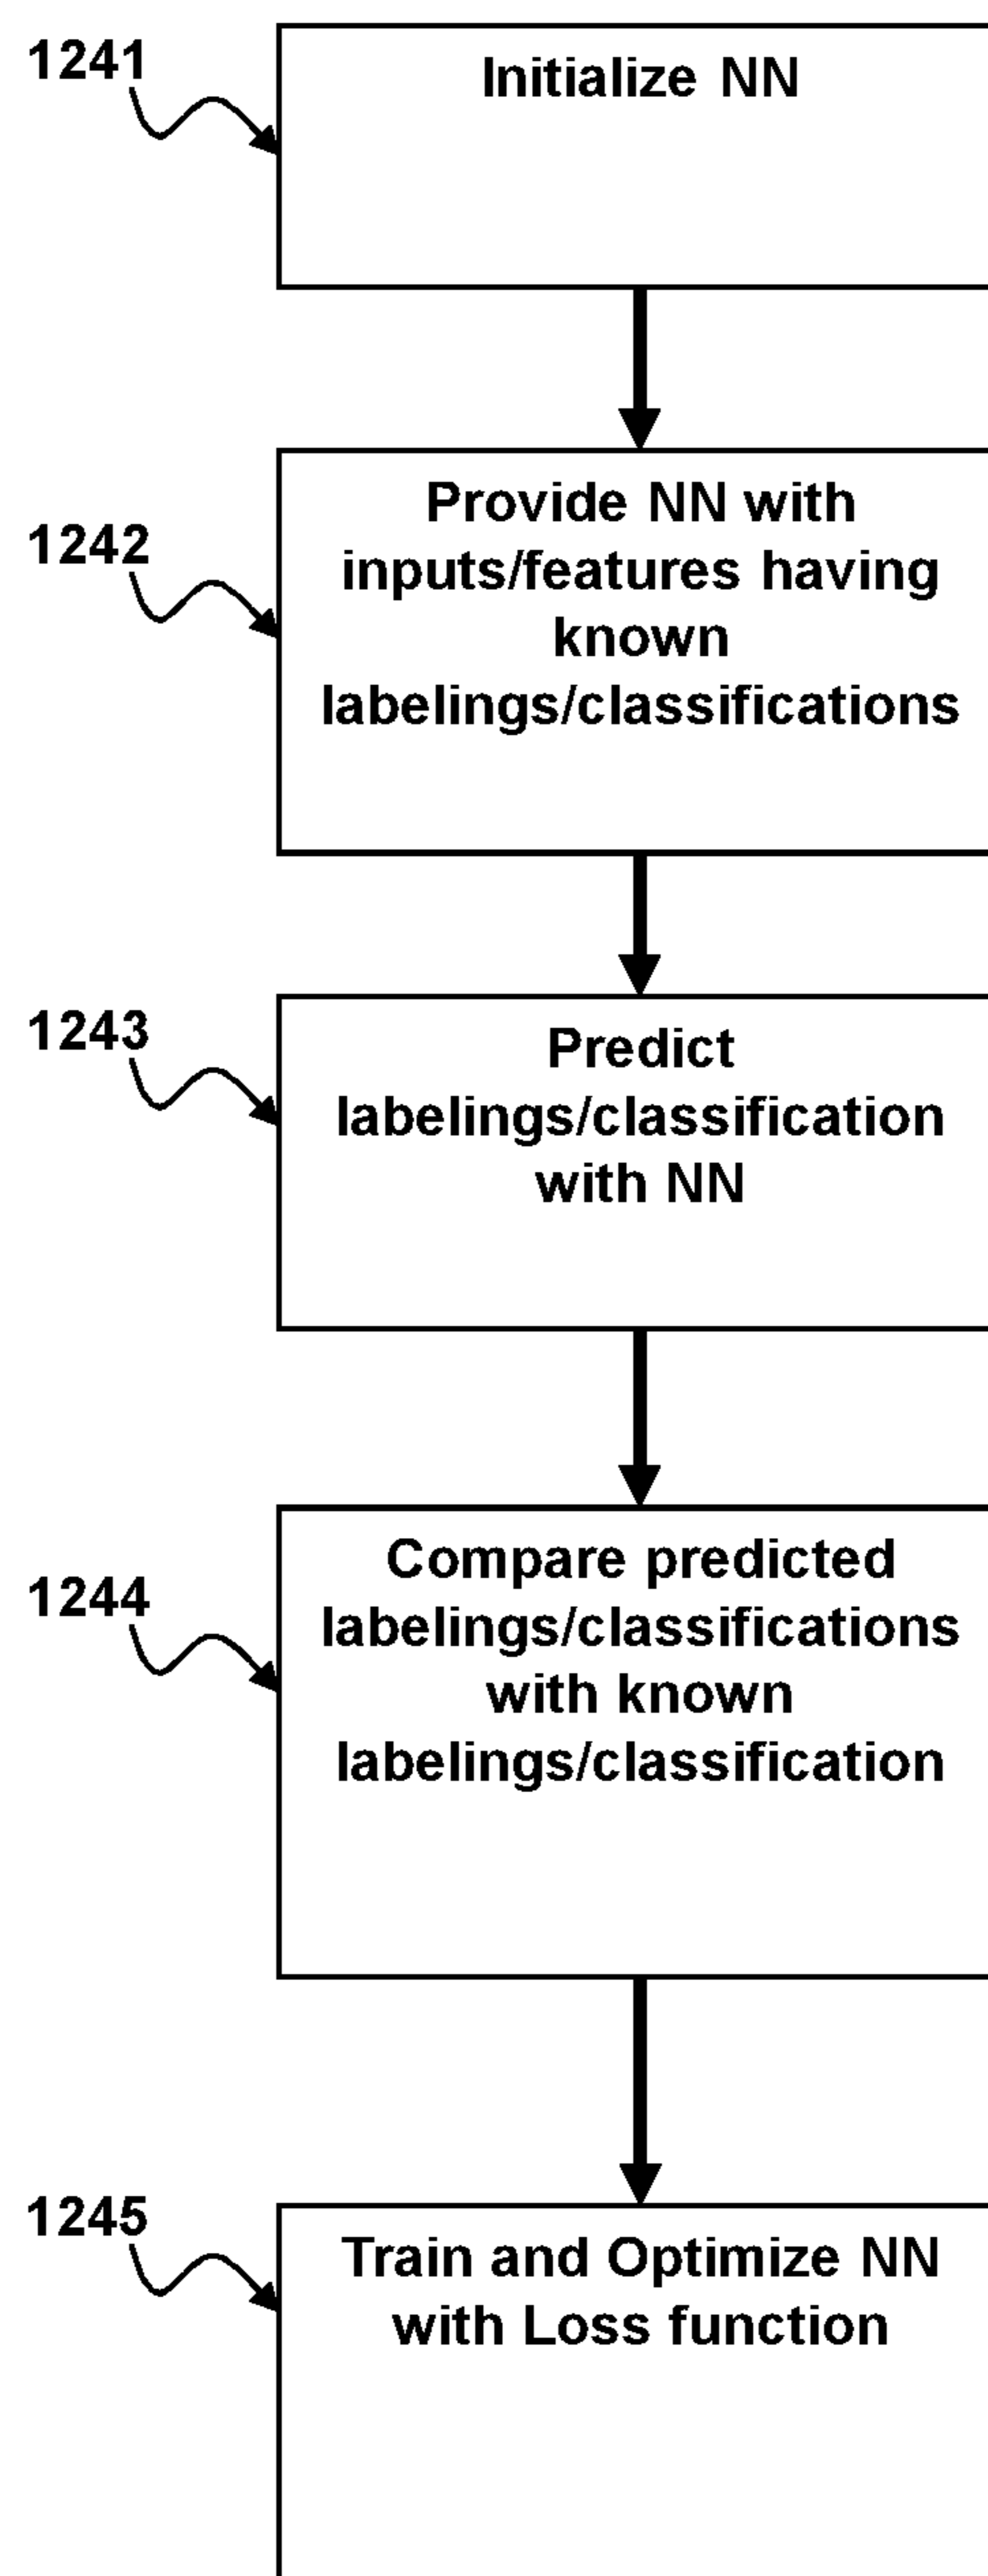 1241
Initialize NN
1242
Provide NN with
inputs/features having
known
labelings/classifications
1243
Predict
labelings/classification
with NN
1244
Compare predicted
labelings/classifications
with known
labelings/classification
1245
Train and Optimize NN
with Loss function